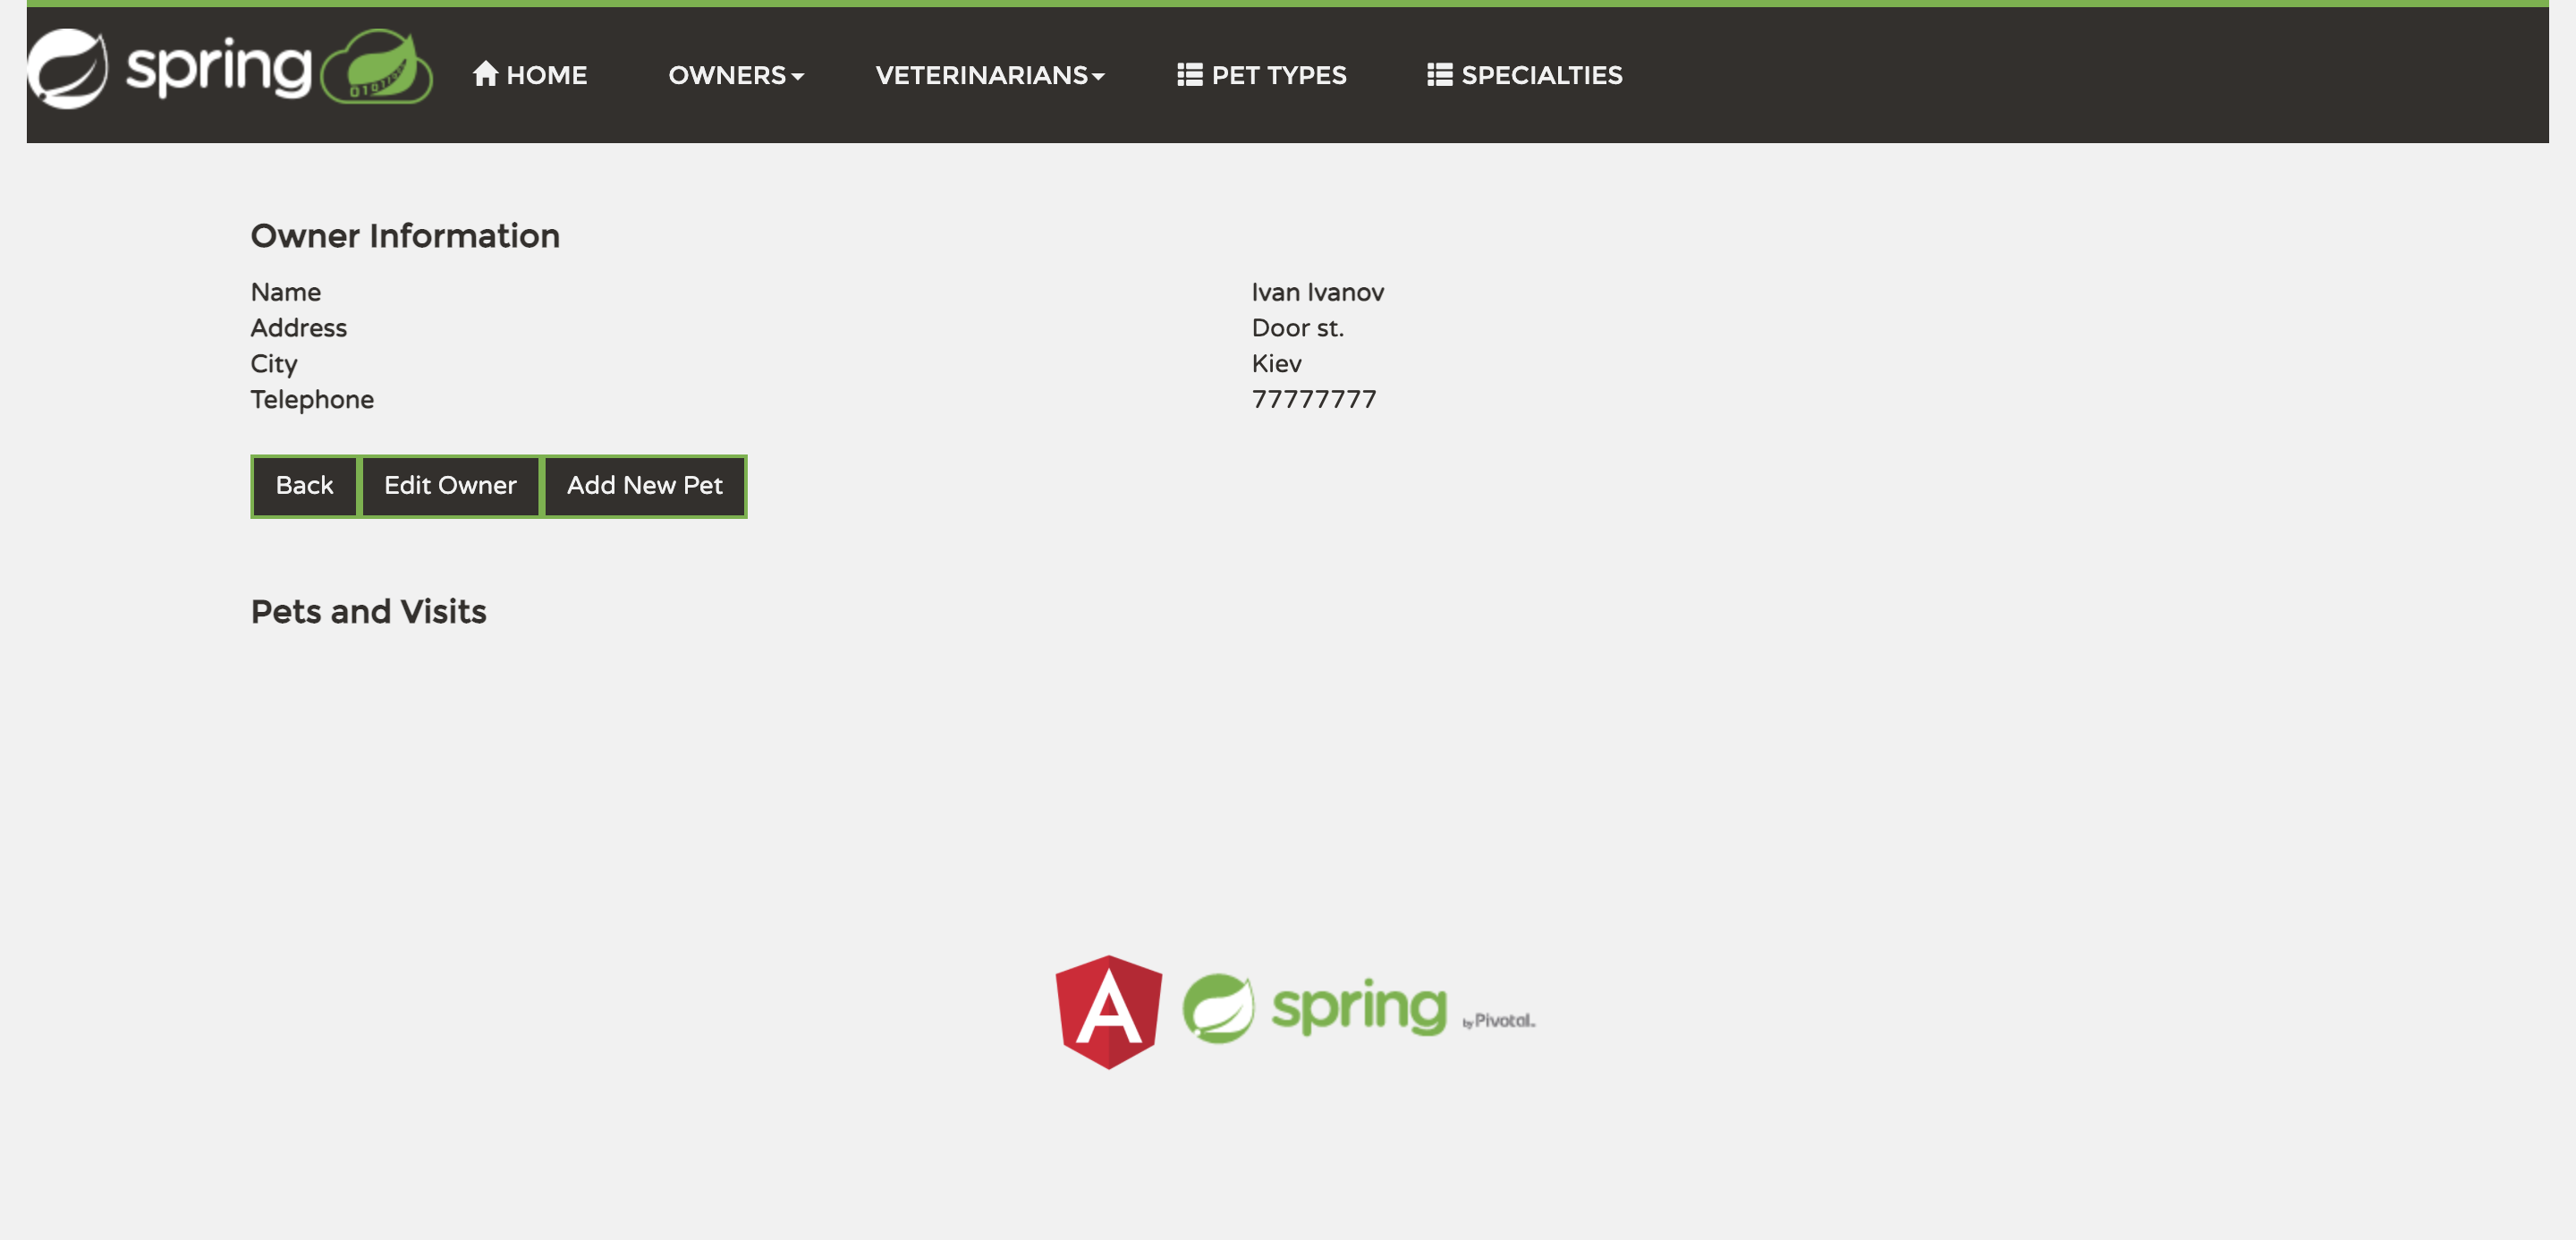 spring HOME OWNERS VETERINARIANS PET TYPES SPECIALTIES
Owner Information
Name Ivan Ivanov
Address Door st.
City Kiev
Telephone 77777777
Back Edit Owner Add New Pet
Pets and Visits
A spring by Pivotal